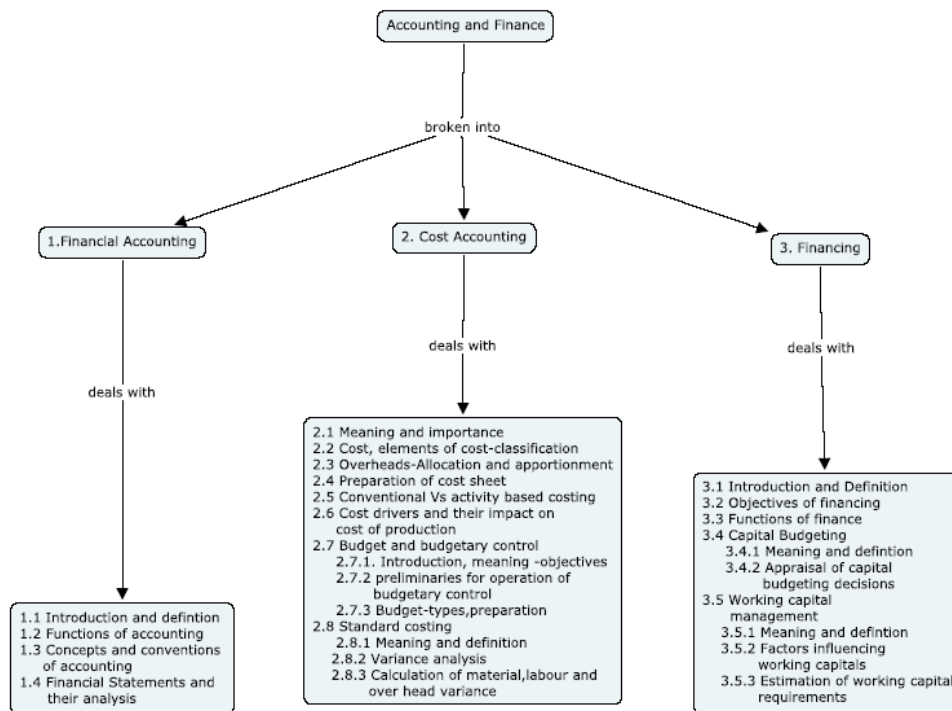 Accounting and Finance
broken into
1.Financial Accounting
2. Cost Accounting
3. Financing
deals with
deals with
deals with
1.1 Introduction and defintion
1.2 Functions of accounting
1.3 Concepts and conventions
of accounting
1.4 Financial Statements and
their analysis
2.1 Meaning and importance
2.2 Cost, elements of cost-classification
2.3 Overheads-Allocation and apportionment
2.4 Preparation of cost sheet
2.5 Conventional Vs activity based costing
2.6 Cost drivers and their impact on
cost of production
2.7 Budget and budgetary control
2.7.1. Introduction, meaning -objectives
2.7.2 preliminaries for operation of
budgetary control
2.7.3 Budget-types,preparation
2.8 Standard costing
2.8.1 Meaning and definition
2.8.2 Variance analysis
2.8.3 Calculation of material,labour and
over head variance
3.1 Introduction and Definition
3.2 Objectives of financing
3.3 Functions of finance
3.4 Capital Budgeting
3.4.1 Meaning and defintion
3.4.2 Appraisal of capital
budgeting decisions
3.5 Working capital
management
3.5.1 Meaning and defintion
3.5.2 Factors influencing
working capitals
3.5.3 Estimation of working capital
requirements